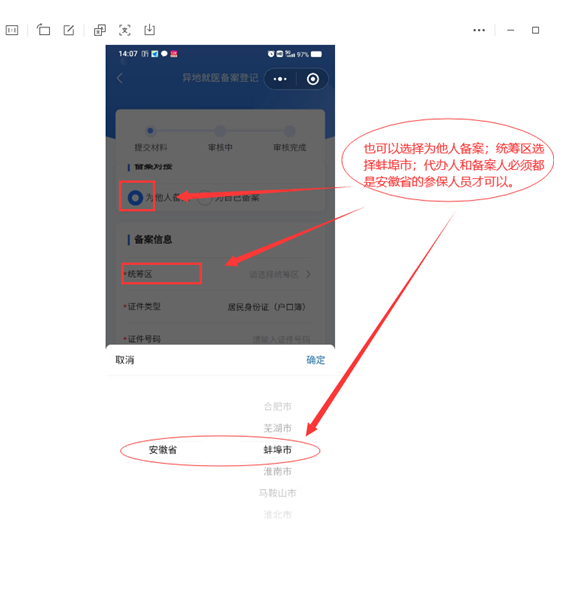 14:07
97%
异地就医备案登记
提交材料 审核中 审核完成
备案对接
为他人备 为自己备案
备案信息
*统筹区 请选择统筹区
*证件类型 居民身份证（户口簿）
*证件号码 请输入证件号码
取消 确定
合肥市
芜湖市
安徽省 蚌埠市
淮南市
马鞍山市
淮北市
也可以选择为他人备案；统筹区选
择蚌埠市；代办人和备案人必须都
是安徽省的参保人员才可以。